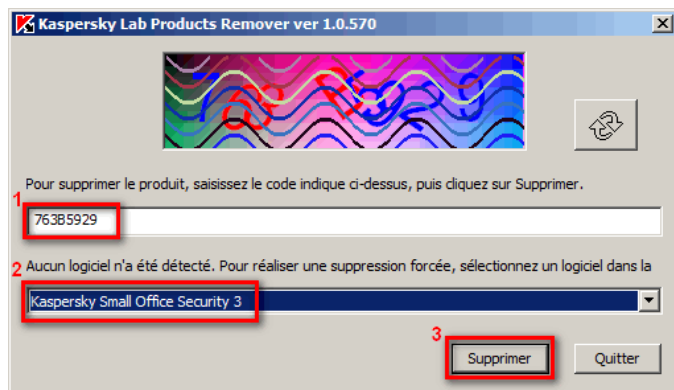 Kaspersky Lab Products Remover ver 1.0.570
Pour supprimer le produit, saisissez le code indique ci-dessus, puis cliquez sur Supprimer.
1
763B5929
2 Aucun logiciel n'a été détecté. Pour réaliser une suppression forcée, sélectionnez un logiciel dans la
Kaspersky Small Office Security 3
3
Supprimer Quitter